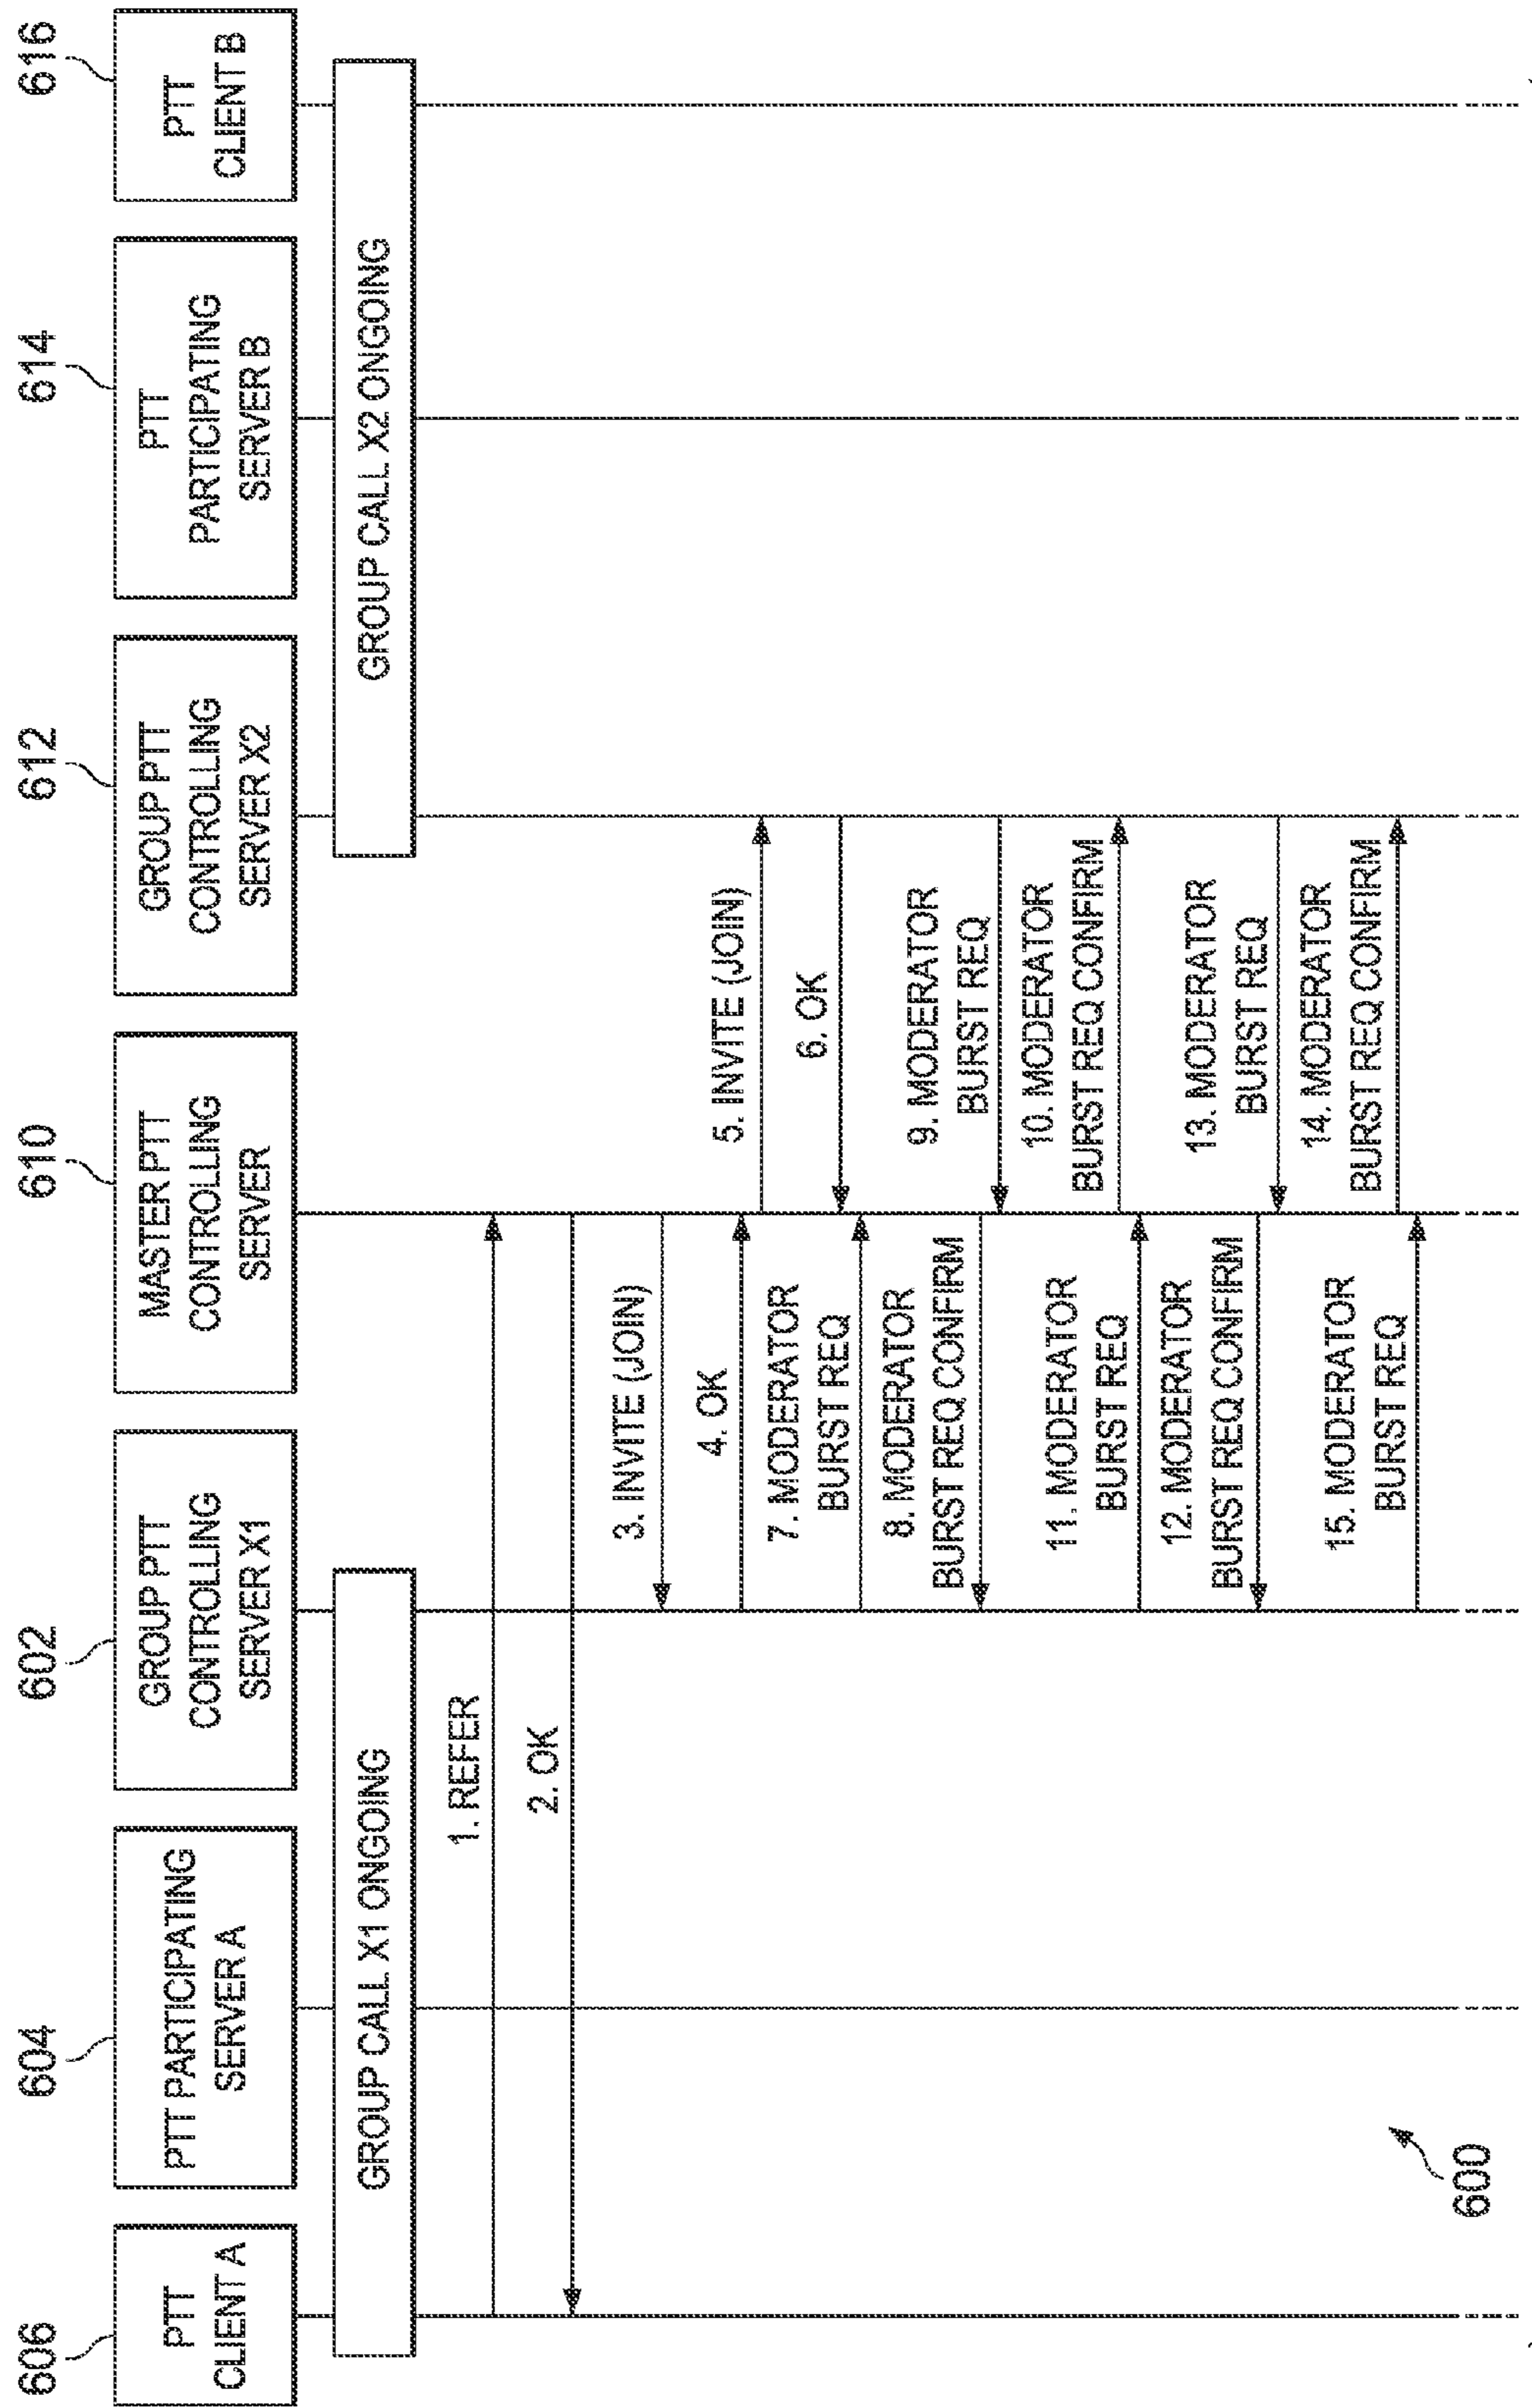 606
604
602
610
612
614
616
PTT
CLIENT A
PTT PARTICIPATING
SERVER A
GROUP PTT
CONTROLLING
SERVER X1
MASTER PTT
CONTROLLING
SERVER
GROUP PTT
CONTROLLING
SERVER X2
PTT
PARTICIPATING
SERVER B
PTT
CLIENT B
GROUP CALL X1 ONGOING
GROUP CALL X2 ONGOING
1. REFER
2. OK
3. INVITE (JOIN)
4. OK
5. INVITE (JOIN)
6. OK
7. MODERATOR
BURST REQ
8. MODERATOR
BURST REQ CONFIRM
9. MODERATOR
BURST REQ
10. MODERATOR
BURST REQ CONFIRM
11. MODERATOR
BURST REQ
12. MODERATOR
BURST REQ CONFIRM
13. MODERATOR
BURST REQ
14. MODERATOR
BURST REQ CONFIRM
15. MODERATOR
BURST REQ
600